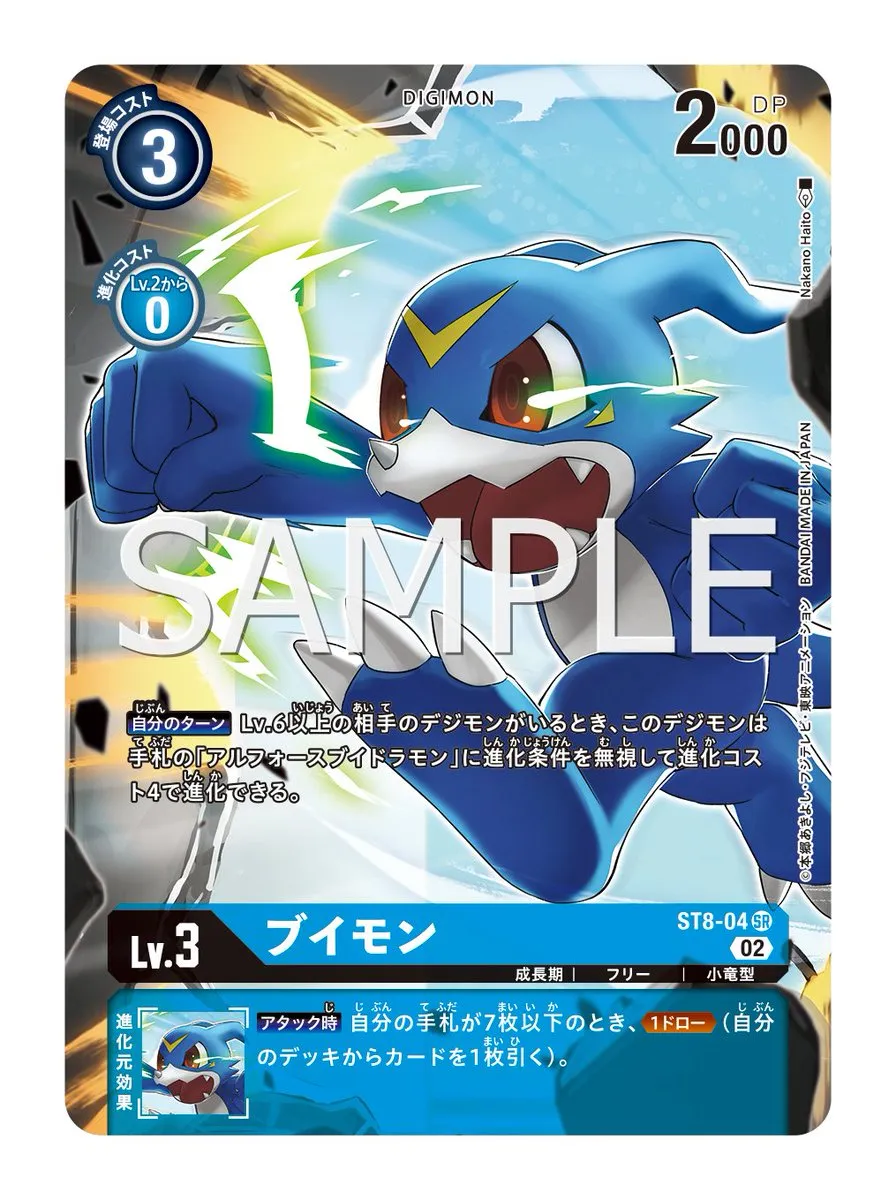 DIGIMON
登場コスト
3
2000
DP
進化コスト
Lv.2から
0
Nakano Haito
SAMPLE
©本郷あきよし・フジテレビ・東映アニメーション BANDAI MADE IN JAPAN
自分のターン Lv.6以上の相手のデジモンがいるとき、このデジモンは
手札の「アルフォースブイドラモン」に進化条件を無視して進化コス
ト4で進化できる。
Lv.3
ブイモン
ST8-04 SR
02
成長期 | フリー | 小竜型
進化元効果
アタック時 自分の手札が7枚以下のとき、1ドロー(自分
のデッキからカードを1枚引く)。